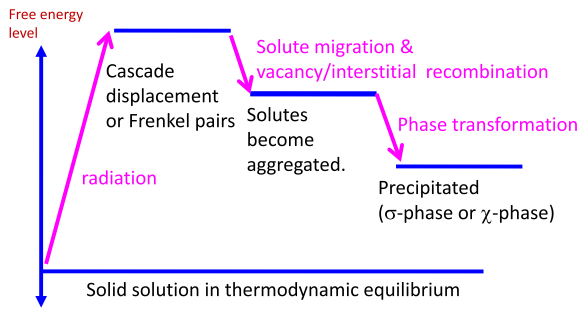 Free energy
level
Solute migration &
vacancy/interstitial recombination
Cascade
displacement
or Frenkel pairs
Solutes
become
aggregated.
Phase transformation
radiation
Precipitated
(σ-phase or χ-phase)
Solid solution in thermodynamic equilibrium